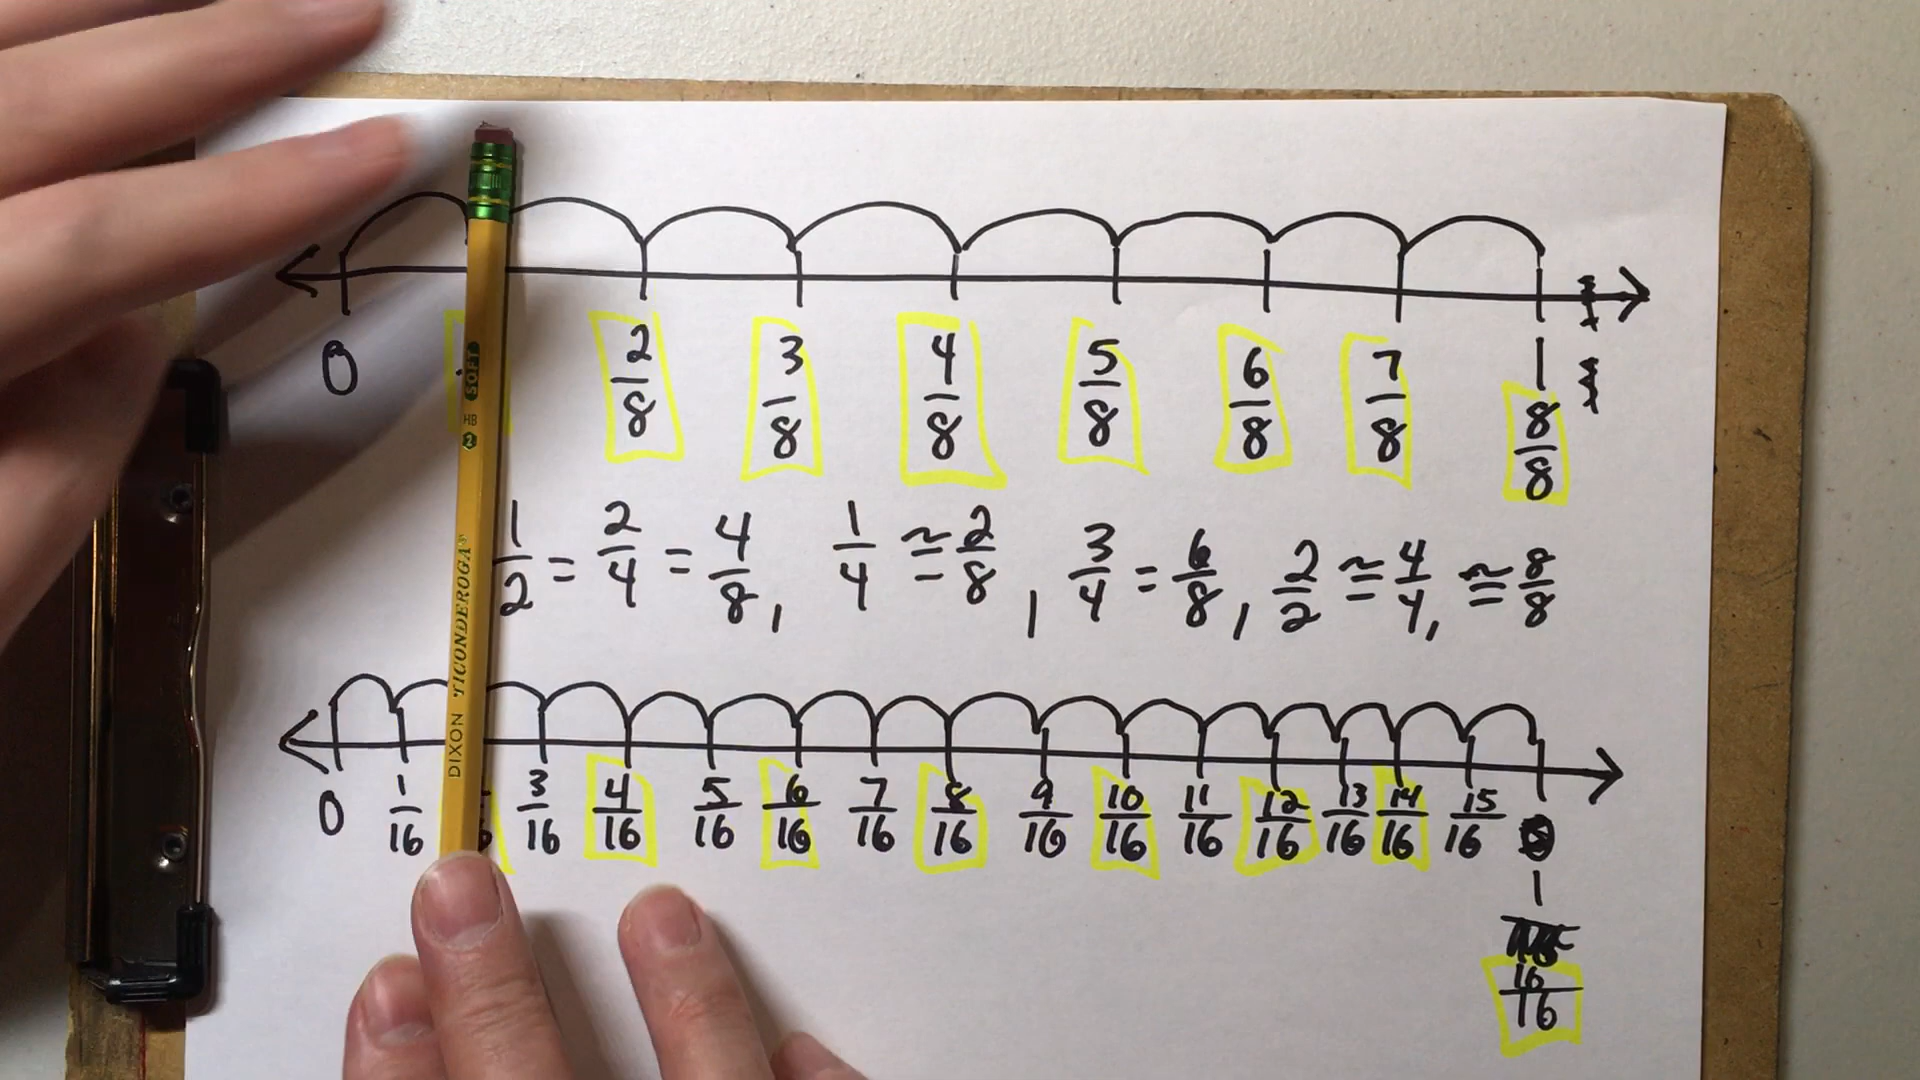 0 2/8 3/8 4/8 5/8 6/8 7/8 1 8/8
1/2 = 2/4 = 4/8, 1/4 ≅ 2/8, 3/4 = 6/8, 2/2 ≅ 4/4, ≅ 8/8
0 1/16 3/16 4/16 5/16 6/16 7/16 8/16 9/16 10/16 11/16 12/16 13/16 14/16 15/16
1
16/16
DIXON TICONDEROGA® HB 2 SOFT